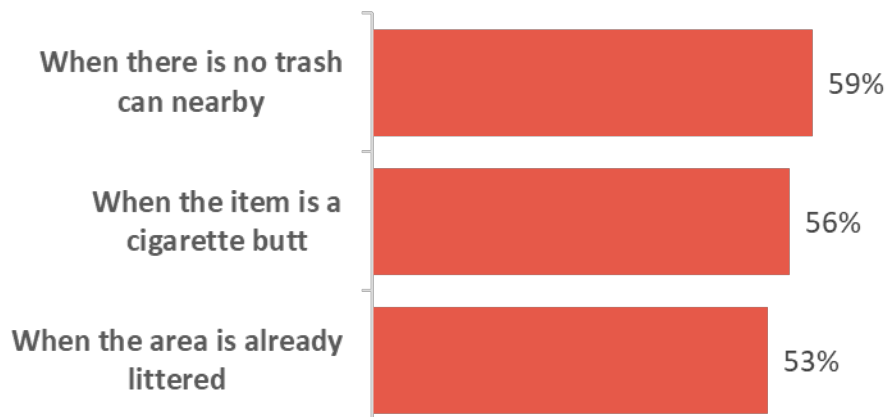 When there is no trash
can nearby
59%
When the item is a
cigarette butt
56%
When the area is already
littered
53%